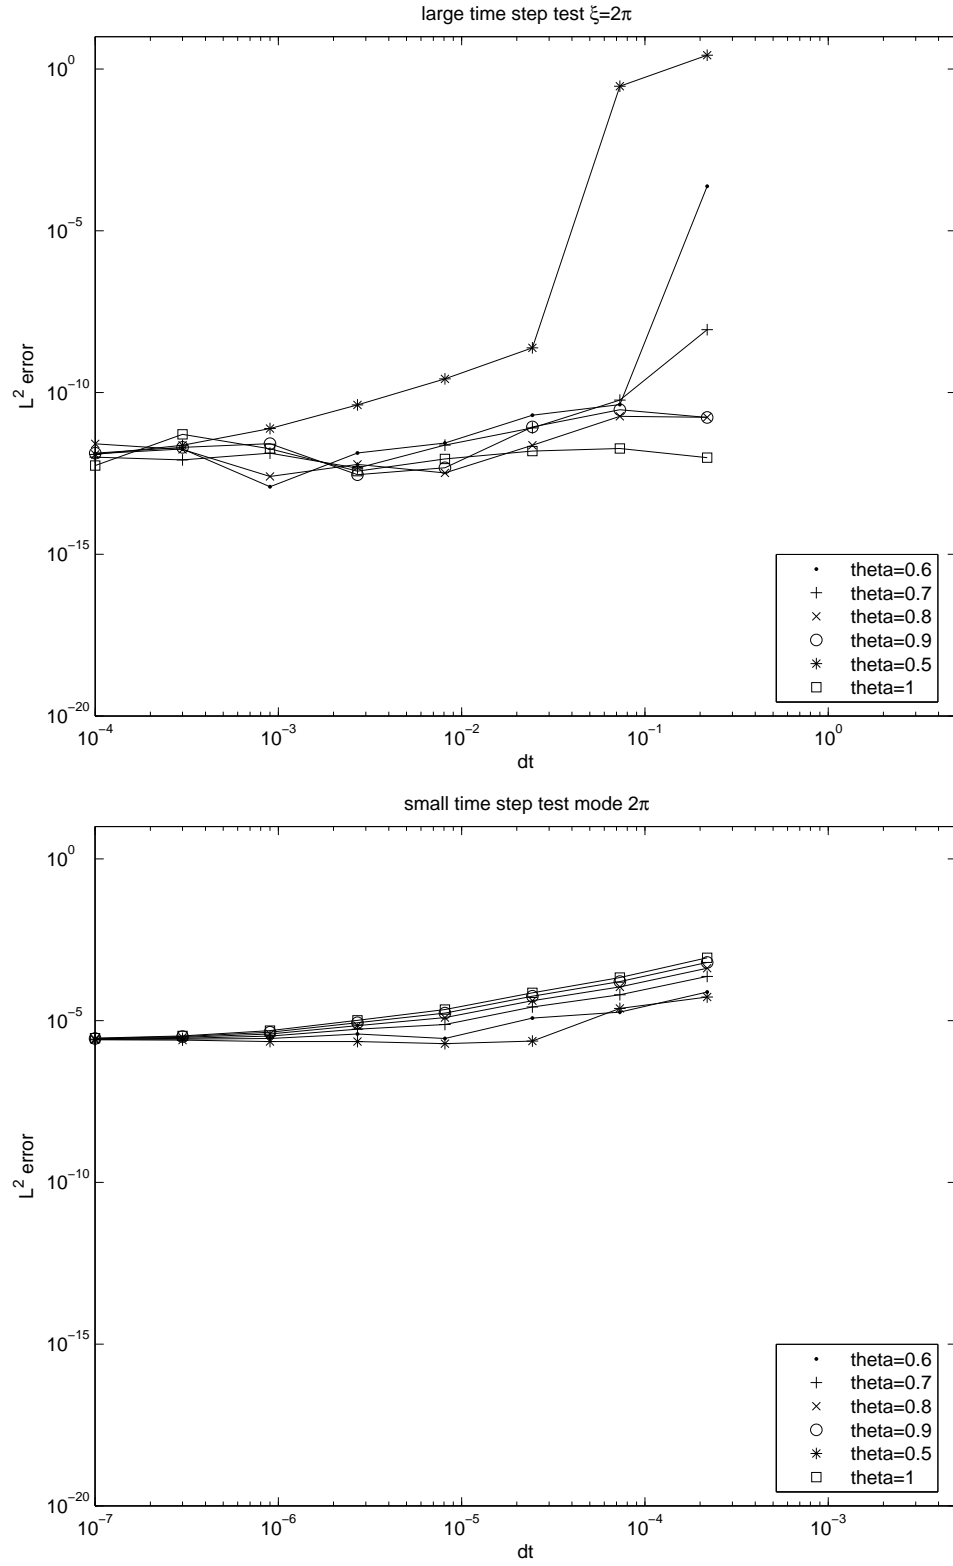 large time step test ξ=2π
10^0
10^−5
10^−10
10^−15
10^−20
L^2 error
theta=0.6
theta=0.7
theta=0.8
theta=0.9
theta=0.5
theta=1
10^−4
10^−3
10^−2
10^−1
10^0
dt
small time step test mode 2π
10^0
10^−5
10^−10
10^−15
10^−20
L^2 error
theta=0.6
theta=0.7
theta=0.8
theta=0.9
theta=0.5
theta=1
10^−7
10^−6
10^−5
10^−4
10^−3
dt